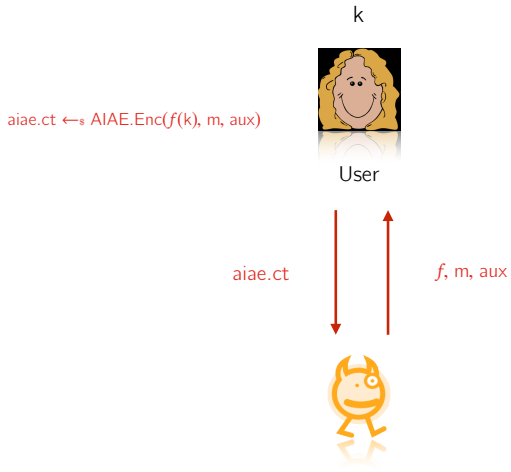 k
aiae.ct ←$ AIAE.Enc(f(k), m, aux)
User
aiae.ct
f, m, aux